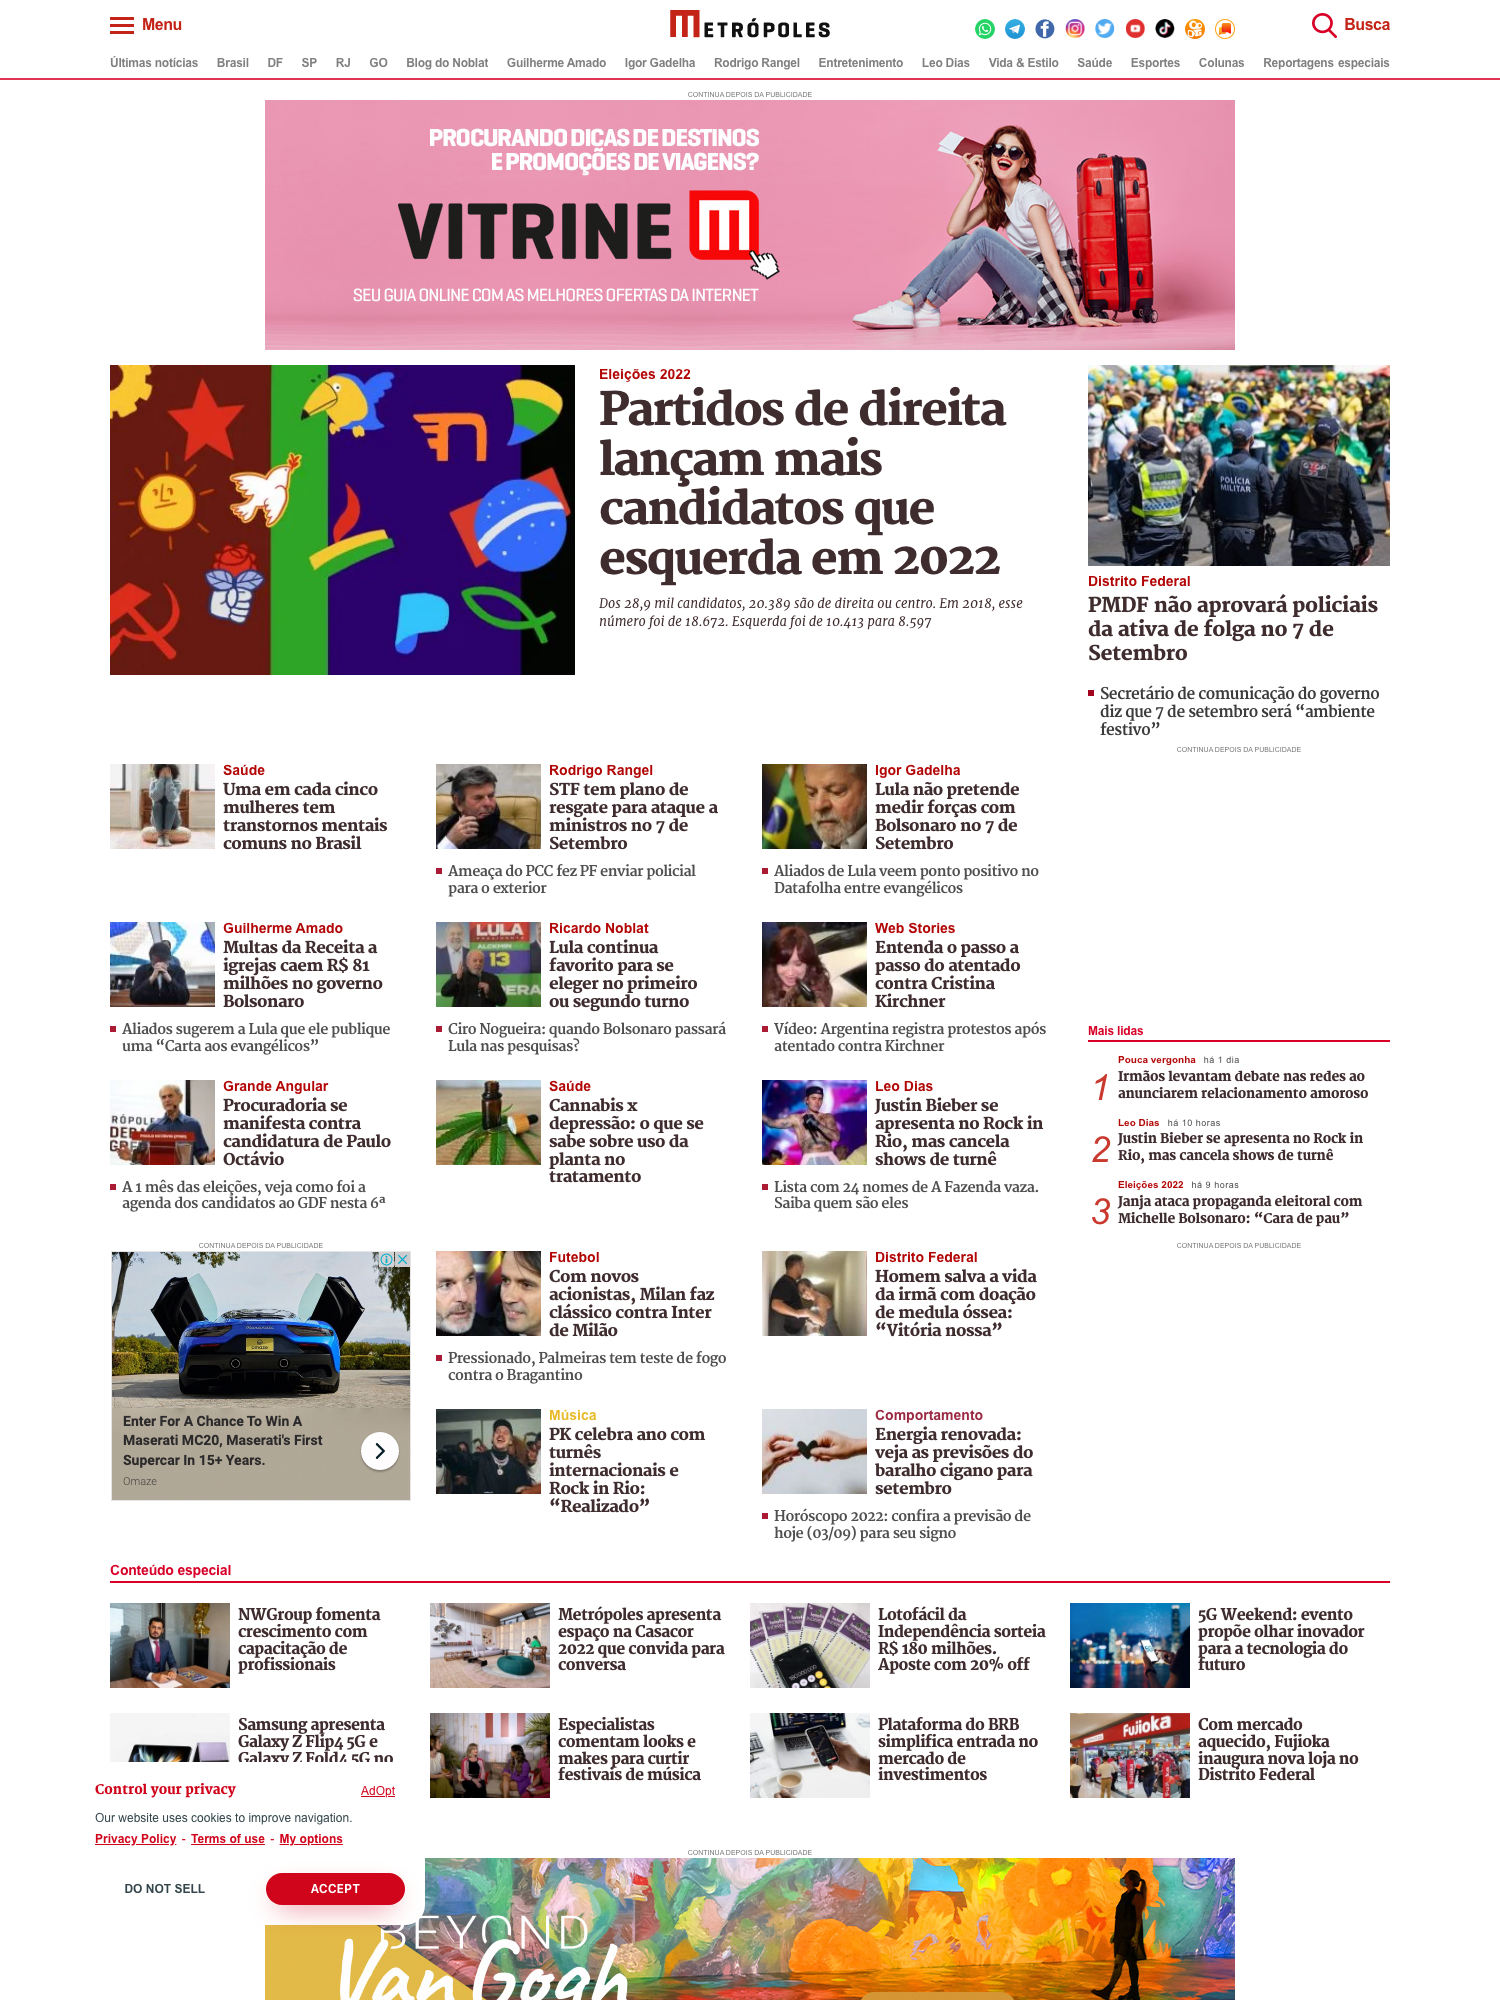 Menu
METRÓPOLES
Busca
Últimas notícias Brasil DF SP RJ GO Blog do Noblat Guilherme Amado Igor Gadelha Rodrigo Rangel Entretenimento Leo Dias Vida & Estilo Saúde Esportes Colunas Reportagens especiais
CONTINUA DEPOIS DA PUBLICIDADE
PROCURANDO DICAS DE DESTINOS
E PROMOÇÕES DE VIAGENS?
VITRINE M
SEU GUIA ONLINE COM AS MELHORES OFERTAS DA INTERNET
Eleições 2022
Partidos de direita
lançam mais
candidatos que
esquerda em 2022
Dos 28,9 mil candidatos, 20.389 são de direita ou centro. Em 2018, esse
número foi de 18.672. Esquerda foi de 10.413 para 8.597
POLÍCIA
MILITAR
Distrito Federal
PMDF não aprovará policiais
da ativa de folga no 7 de
Setembro
Secretário de comunicação do governo
diz que 7 de setembro será “ambiente
festivo”
CONTINUA DEPOIS DA PUBLICIDADE
Saúde
Uma em cada cinco
mulheres tem
transtornos mentais
comuns no Brasil
Rodrigo Rangel
STF tem plano de
resgate para ataque a
ministros no 7 de
Setembro
Ameaça do PCC fez PF enviar policial
para o exterior
Igor Gadelha
Lula não pretende
medir forças com
Bolsonaro no 7 de
Setembro
Aliados de Lula veem ponto positivo no
Datafolha entre evangélicos
Guilherme Amado
Multas da Receita a
igrejas caem R$ 81
milhões no governo
Bolsonaro
Aliados sugerem a Lula que ele publique
uma “Carta aos evangélicos”
LULA
ALCKMIN
13
Ricardo Noblat
Lula continua
favorito para se
eleger no primeiro
ou segundo turno
Ciro Nogueira: quando Bolsonaro passará
Lula nas pesquisas?
Web Stories
Entenda o passo a
passo do atentado
contra Cristina
Kirchner
Vídeo: Argentina registra protestos após
atentado contra Kirchner
Grande Angular
Procuradoria se
manifesta contra
candidatura de Paulo
Octávio
A 1 mês das eleições, veja como foi a
agenda dos candidatos ao GDF nesta 6ª
Saúde
Cannabis x
depressão: o que se
sabe sobre uso da
planta no
tratamento
Leo Dias
Justin Bieber se
apresenta no Rock in
Rio, mas cancela
shows de turnê
Lista com 24 nomes de A Fazenda vaza.
Saiba quem são eles
Mais lidas
Pouca vergonha há 1 dia
1 Irmãos levantam debate nas redes ao
anunciarem relacionamento amoroso
Leo Dias há 10 horas
2 Justin Bieber se apresenta no Rock in
Rio, mas cancela shows de turnê
Eleições 2022 há 9 horas
3 Janja ataca propaganda eleitoral com
Michelle Bolsonaro: “Cara de pau”
CONTINUA DEPOIS DA PUBLICIDADE
CONTINUA DEPOIS DA PUBLICIDADE
Enter For A Chance To Win A
Maserati MC20, Maserati's First
Supercar In 15+ Years.
Omaze
Futebol
Com novos
acionistas, Milan faz
clássico contra Inter
de Milão
Pressionado, Palmeiras tem teste de fogo
contra o Bragantino
Distrito Federal
Homem salva a vida
da irmã com doação
de medula óssea:
“Vitória nossa”
Música
PK celebra ano com
turnês
internacionais e
Rock in Rio:
“Realizado”
Comportamento
Energia renovada:
veja as previsões do
baralho cigano para
setembro
Horóscopo 2022: confira a previsão de
hoje (03/09) para seu signo
Conteúdo especial
NWGroup fomenta
crescimento com
capacitação de
profissionais
Metrópoles apresenta
espaço na Casacor
2022 que convida para
conversa
Lotofácil da
Independência sorteia
R$ 180 milhões.
Aposte com 20% off
5G Weekend: evento
propõe olhar inovador
para a tecnologia do
futuro
Samsung apresenta
Galaxy Z Flip4 5G e
Galaxy Z Fold4 5G no
Especialistas
comentam looks e
makes para curtir
festivais de música
Plataforma do BRB
simplifica entrada no
mercado de
investimentos
Fujioka
Com mercado
aquecido, Fujioka
inaugura nova loja no
Distrito Federal
Control your privacy
AdOpt
Our website uses cookies to improve navigation.
Privacy Policy - Terms of use - My options
DO NOT SELL
ACCEPT
CONTINUA DEPOIS DA PUBLICIDADE
BEYOND
Van Gogh